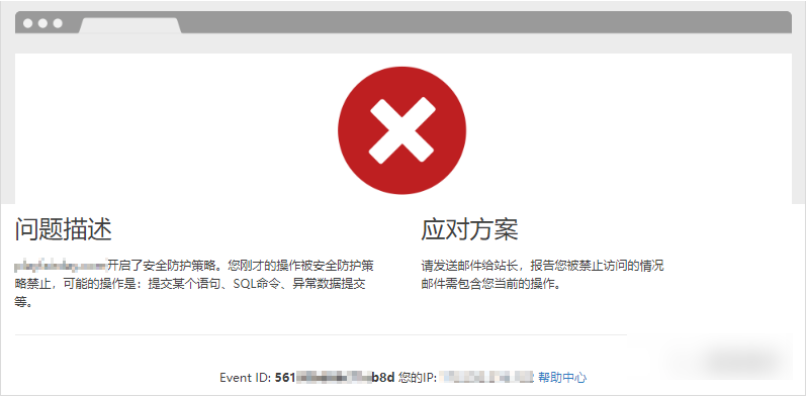 问题描述
开启了安全防护策略。您刚才的操作被安全防护策
略禁止，可能的操作是：提交某个语句、SQL命令、异常数据提交
等。
应对方案
请发送邮件给站长，报告您被禁止访问的情况
邮件需包含您当前的操作。
Event ID: 561 b8d 您的IP: 帮助中心